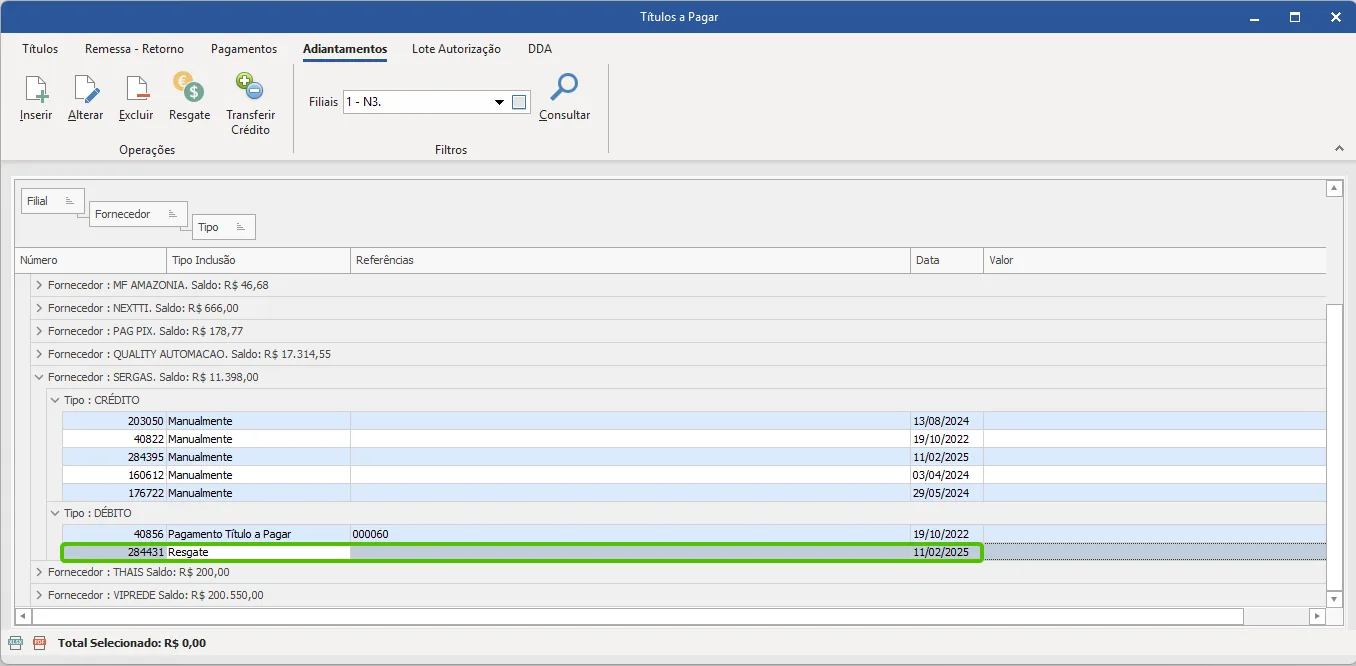 Títulos a Pagar
Títulos Remessa - Retorno Pagamentos Adiantamentos Lote Autorização DDA
Inserir Alterar Excluir Resgate Transferir Crédito
Filiais 1 - N3. Consultar
Operações Filtros
Filial
Fornecedor
Tipo
Número Tipo Inclusão Referências Data Valor
Fornecedor : MF AMAZONIA. Saldo: R$ 46,68
Fornecedor : NEXTTI. Saldo: R$ 666,00
Fornecedor : PAG PIX. Saldo: R$ 178,77
Fornecedor : QUALITY AUTOMACAO. Saldo: R$ 17.314,55
Fornecedor : SERGAS. Saldo: R$ 11.398,00
Tipo : CRÉDITO
203050 Manualmente 13/08/2024
40822 Manualmente 19/10/2022
284395 Manualmente 11/02/2025
160612 Manualmente 03/04/2024
176722 Manualmente 29/05/2024
Tipo : DÉBITO
40856 Pagamento Título a Pagar 000060 19/10/2022
284431 Resgate 11/02/2025
Fornecedor : THAIS Saldo: R$ 200,00
Fornecedor : VIPREDE Saldo: R$ 200.550,00
Total Selecionado: R$ 0,00